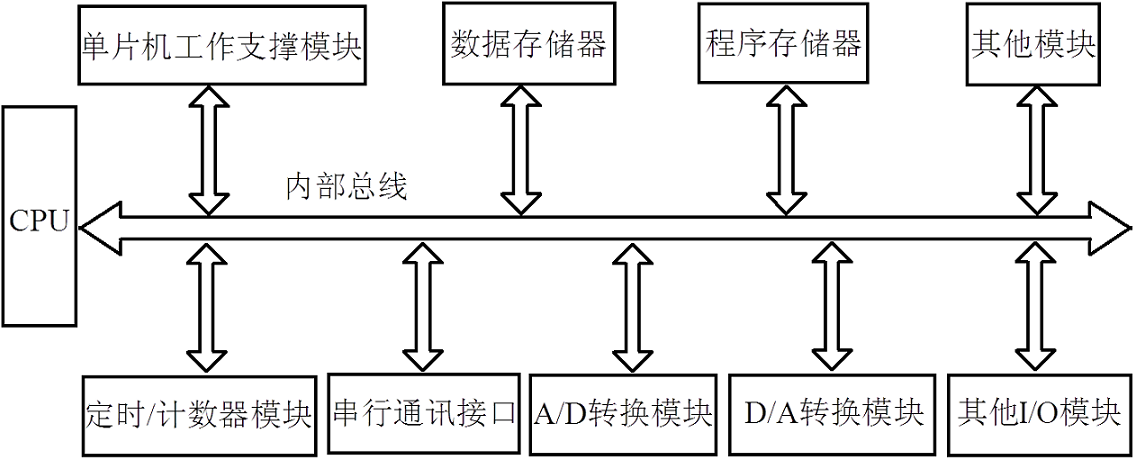 单片机工作支撑模块
数据存储器
程序存储器
其他模块
内部总线
CPU
定时/计数器模块
串行通讯接口
A/D转换模块
D/A转换模块
其他I/O模块